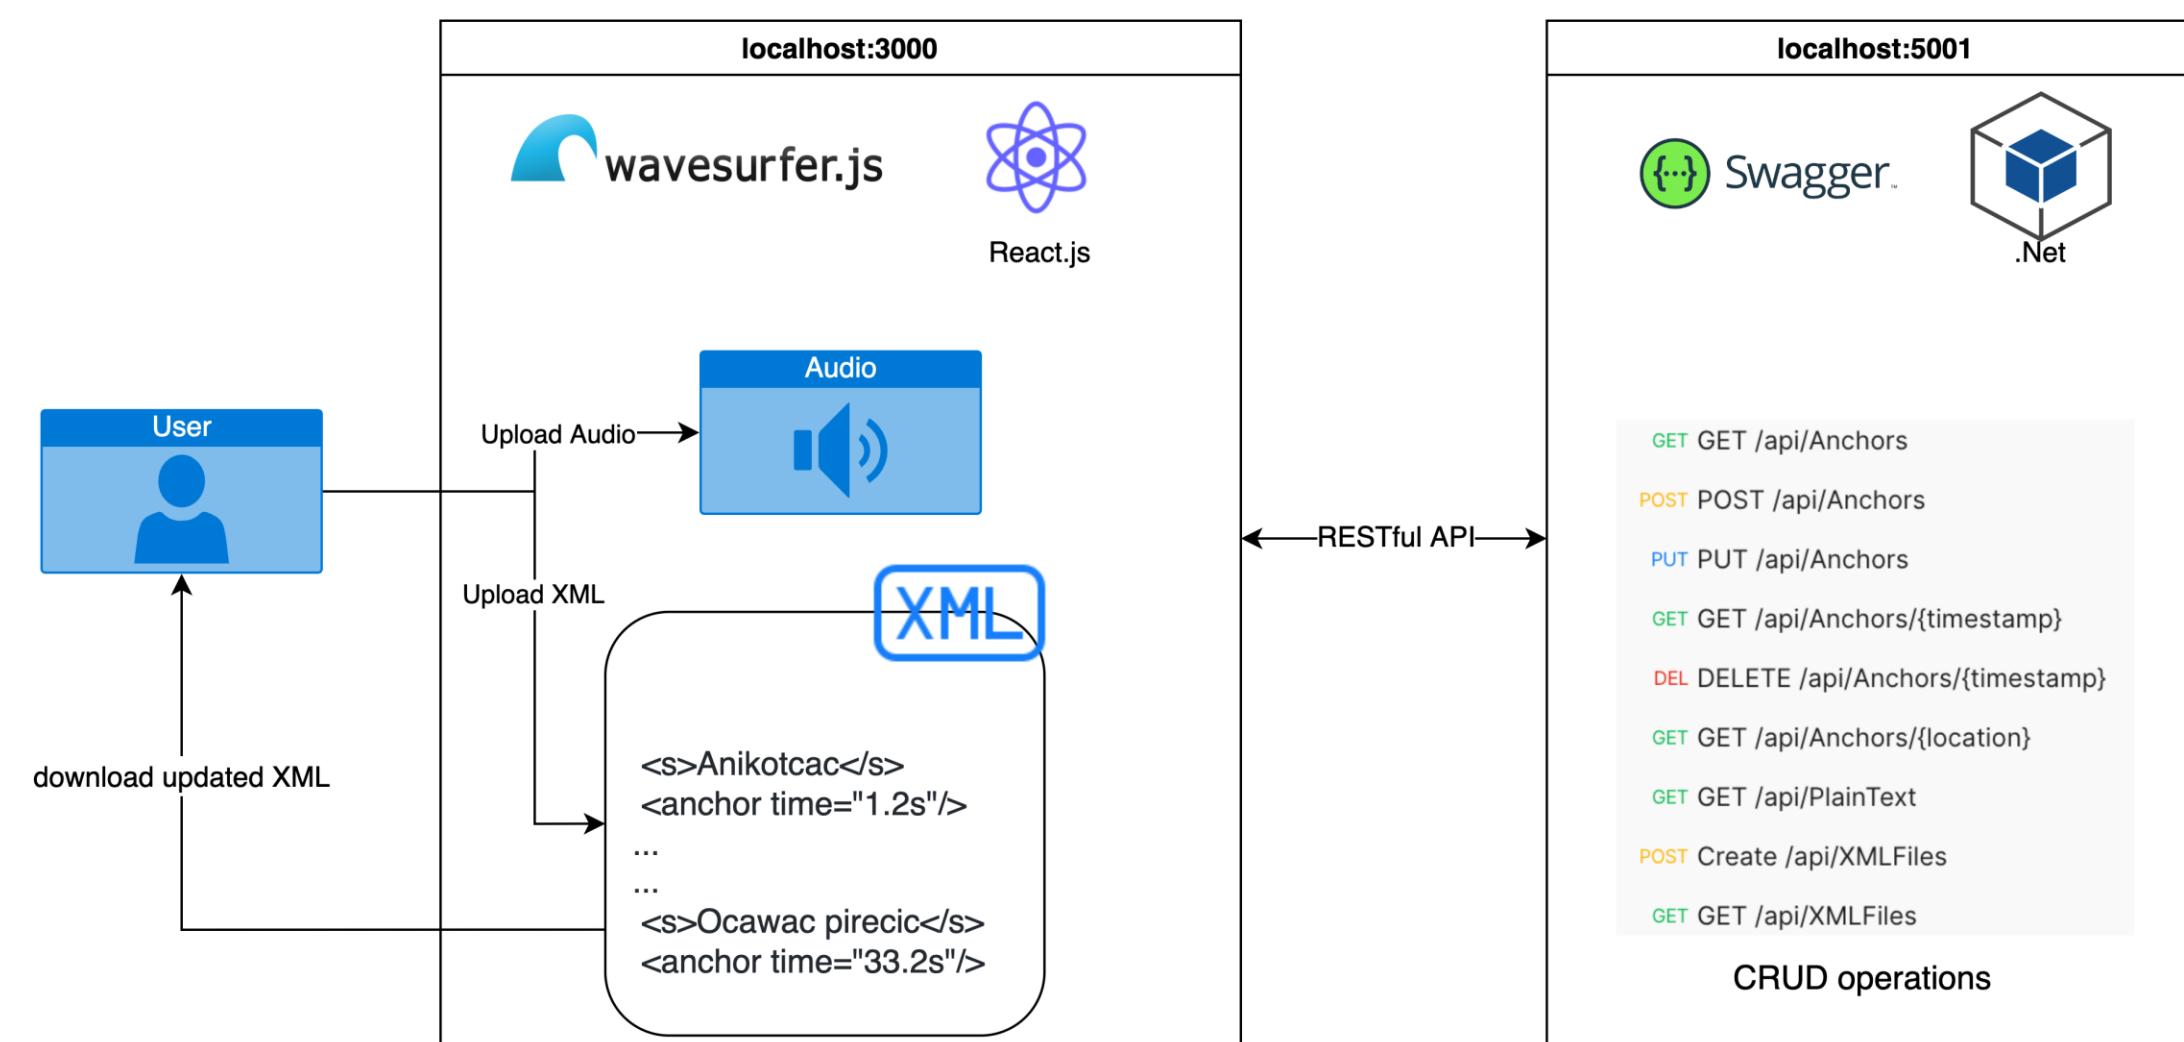 localhost:3000
wavesurfer.js
React.js
User
Upload Audio
Audio
Upload XML
XML
<s>Anikotcac</s>
<anchor time="1.2s"/>
...
...
<s>Ocawac pirecic</s>
<anchor time="33.2s"/>
download updated XML
RESTful API
localhost:5001
{...} Swagger™
.Net
GET GET /api/Anchors
POST POST /api/Anchors
PUT PUT /api/Anchors
GET GET /api/Anchors/{timestamp}
DEL DELETE /api/Anchors/{timestamp}
GET GET /api/Anchors/{location}
GET GET /api/PlainText
POST Create /api/XMLFiles
GET GET /api/XMLFiles
CRUD operations